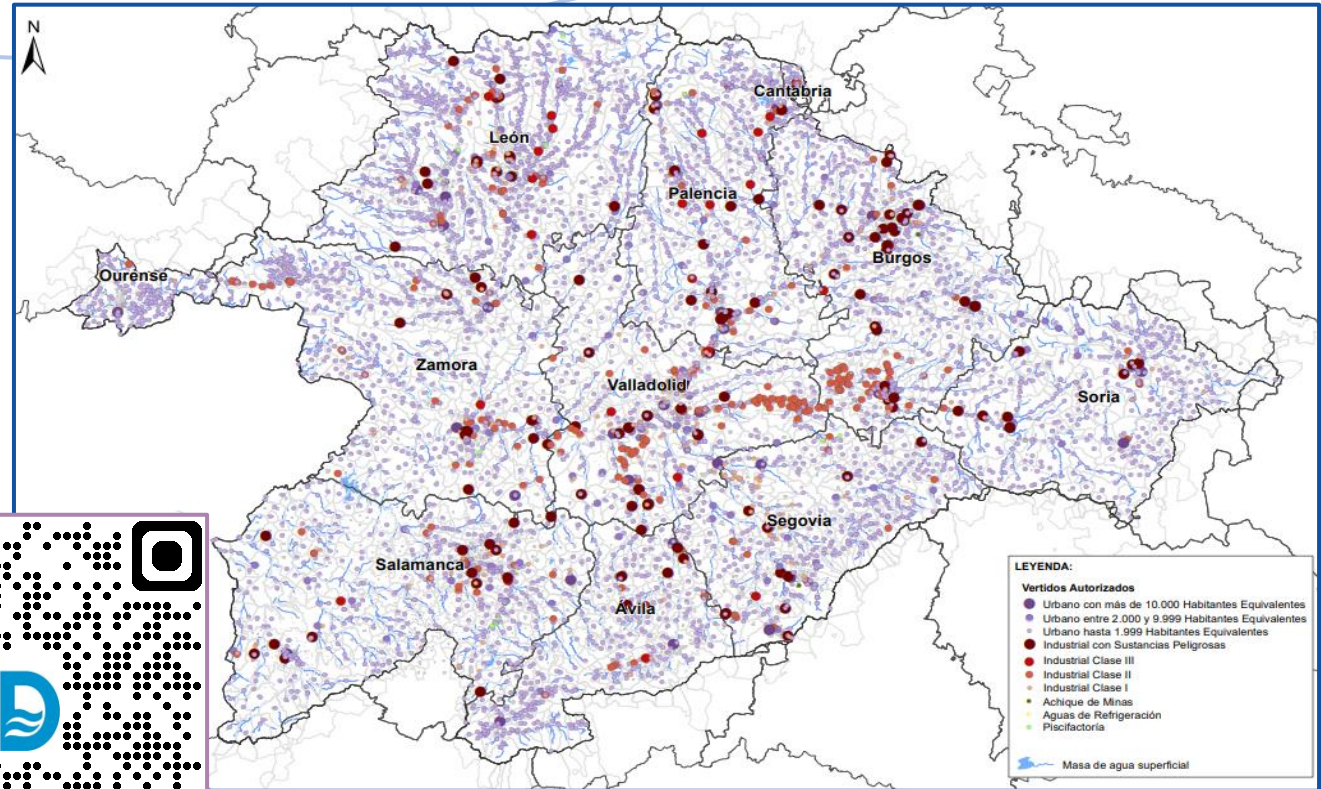 N
Cantabria
León
Palencia
Ourense
Burgos
Zamora
Valladolid
Soria
Segovia
Salamanca
Ávila
LEYENDA:
Vertidos Autorizados
Urbano con más de 10.000 Habitantes Equivalentes
Urbano entre 2.000 y 9.999 Habitantes Equivalentes
Urbano hasta 1.999 Habitantes Equivalentes
Industrial con Sustancias Peligrosas
Industrial Clase III
Industrial Clase II
Industrial Clase I
Achique de Minas
Aguas de Refrigeración
Piscifactoría
Masa de agua superficial